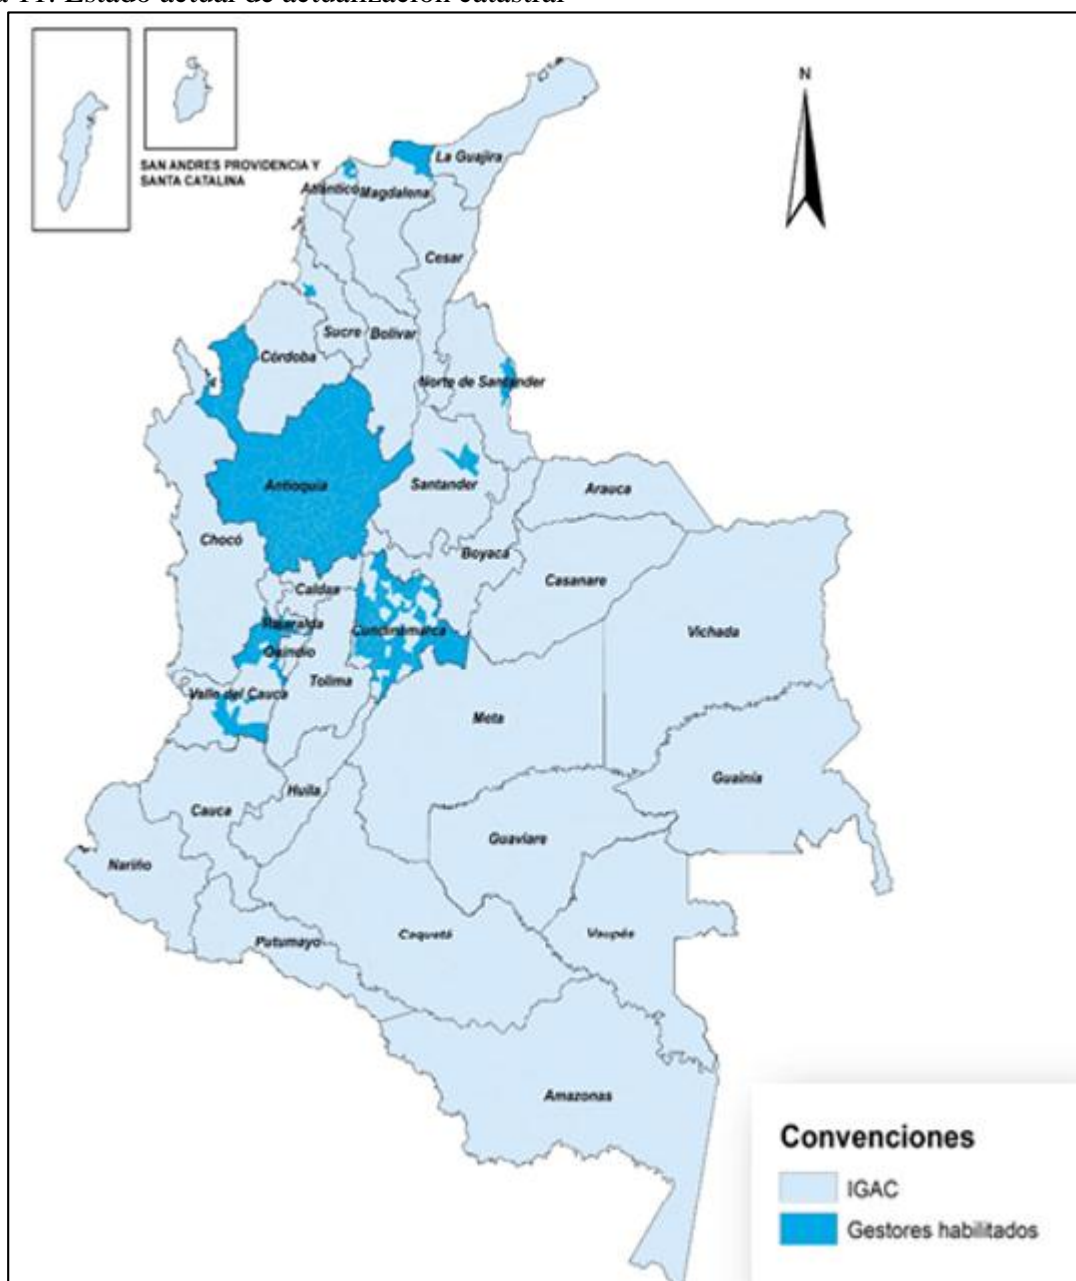 11. Estado actual de actualización catastral
N
SAN ANDRES PROVIDENCIA Y
SANTA CATALINA
La Guajira
Atlántico
Magdalena
Cesar
Sucre
Bolívar
Córdoba
Norte de Santander
Antioquia
Santander
Arauca
Chocó
Boyacá
Caldas
Casanare
Risaralda
Cundinamarca
Vichada
Quindío
Tolima
Valle del Cauca
Meta
Guainía
Huila
Cauca
Guaviare
Nariño
Caquetá
Vaupés
Putumayo
Amazonas
Convenciones
IGAC
Gestores habilitados